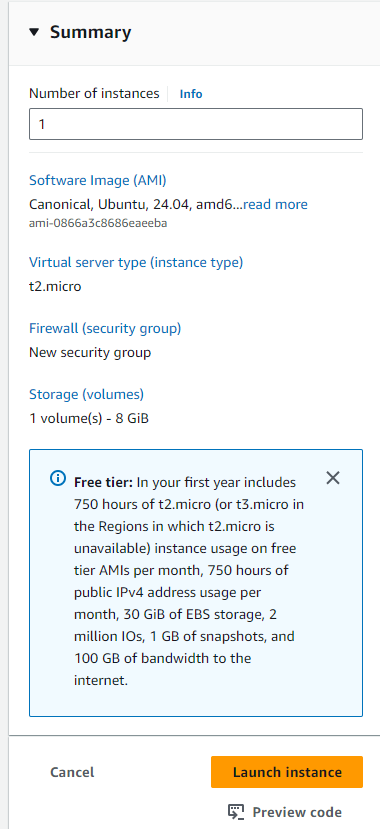 Summary
Number of instances Info
1
Software Image (AMI)
Canonical, Ubuntu, 24.04, amd6...read more
ami-0866a3c8686eaeeba
Virtual server type (instance type)
t2.micro
Firewall (security group)
New security group
Storage (volumes)
1 volume(s) - 8 GiB
Free tier: In your first year includes
750 hours of t2.micro (or t3.micro in
the Regions in which t2.micro is
unavailable) instance usage on free
tier AMIs per month, 750 hours of
public IPv4 address usage per
month, 30 GiB of EBS storage, 2
million IOs, 1 GB of snapshots, and
100 GB of bandwidth to the
internet.
Cancel Launch instance
Preview code